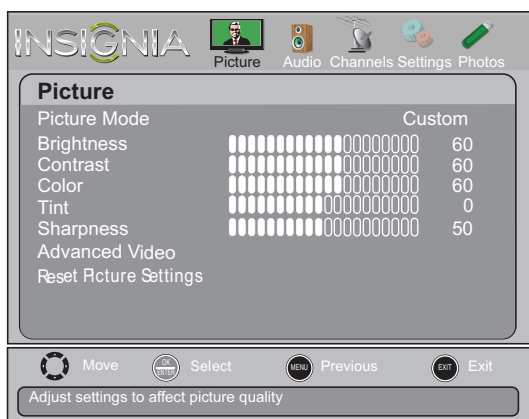 INSIGNIA
Picture Audio Channels Settings Photos
Picture
Picture Mode Custom
Brightness 60
Contrast 60
Color 60
Tint 0
Sharpness 50
Advanced Video
Reset Picture Settings
Move OK ENTER Select MENU Previous EXIT Exit
Adjust settings to affect picture quality